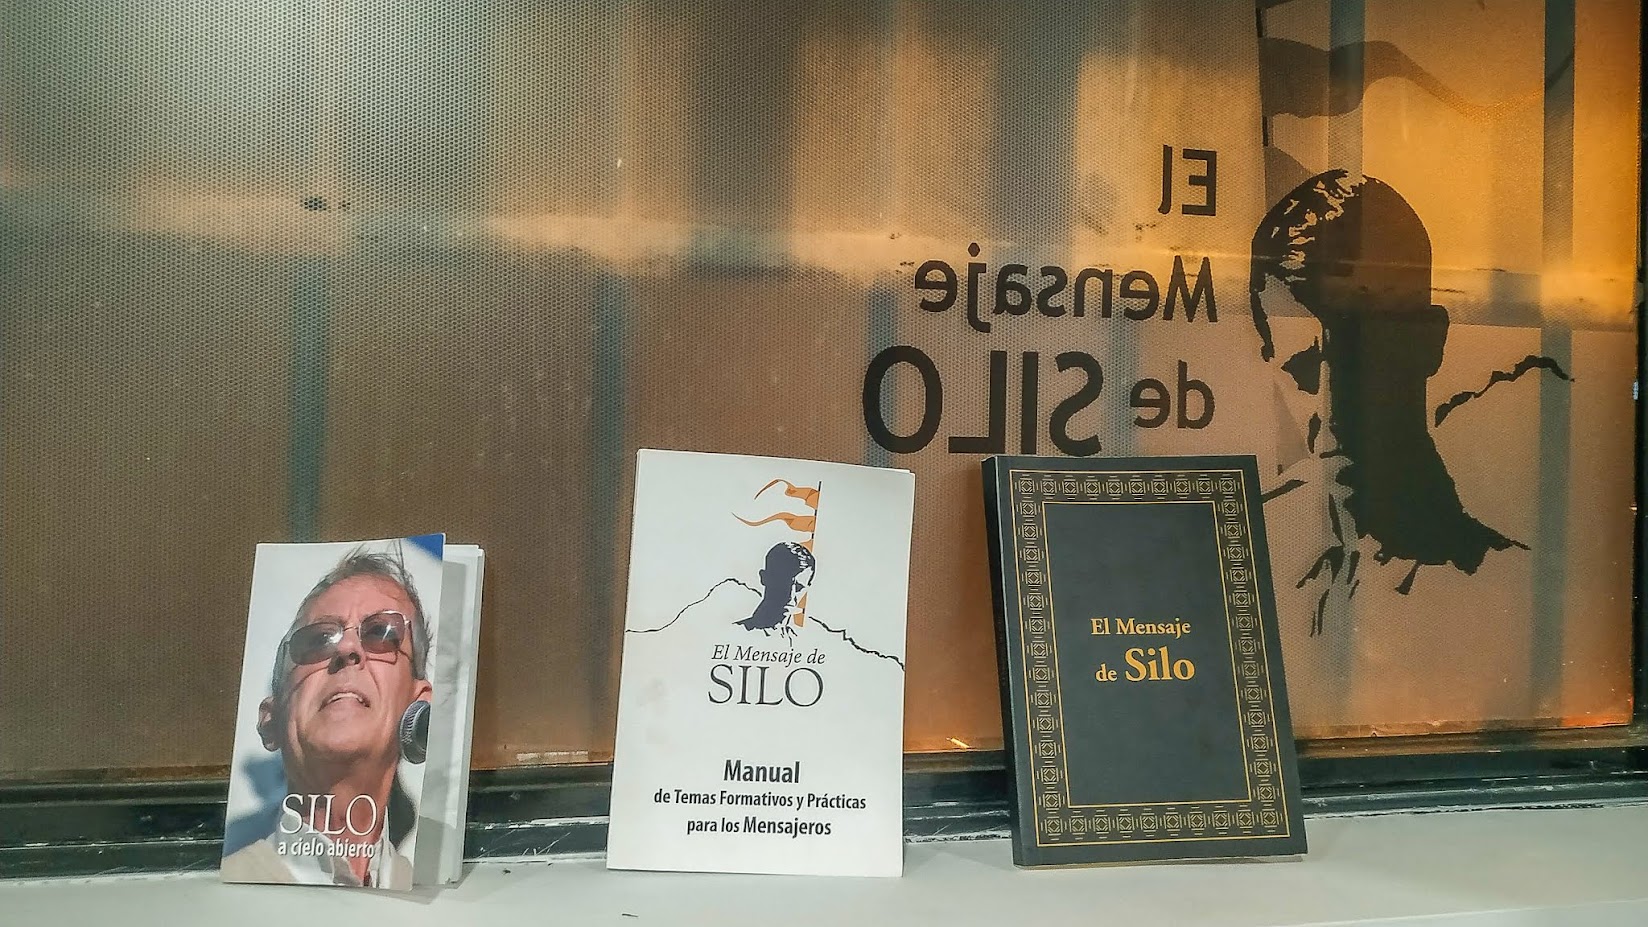 El
Mensaje
de SILO
SILO
a cielo abierto
El Mensaje de
SILO
Manual
de Temas Formativos y Prácticas
para los Mensajeros
El Mensaje
de Silo